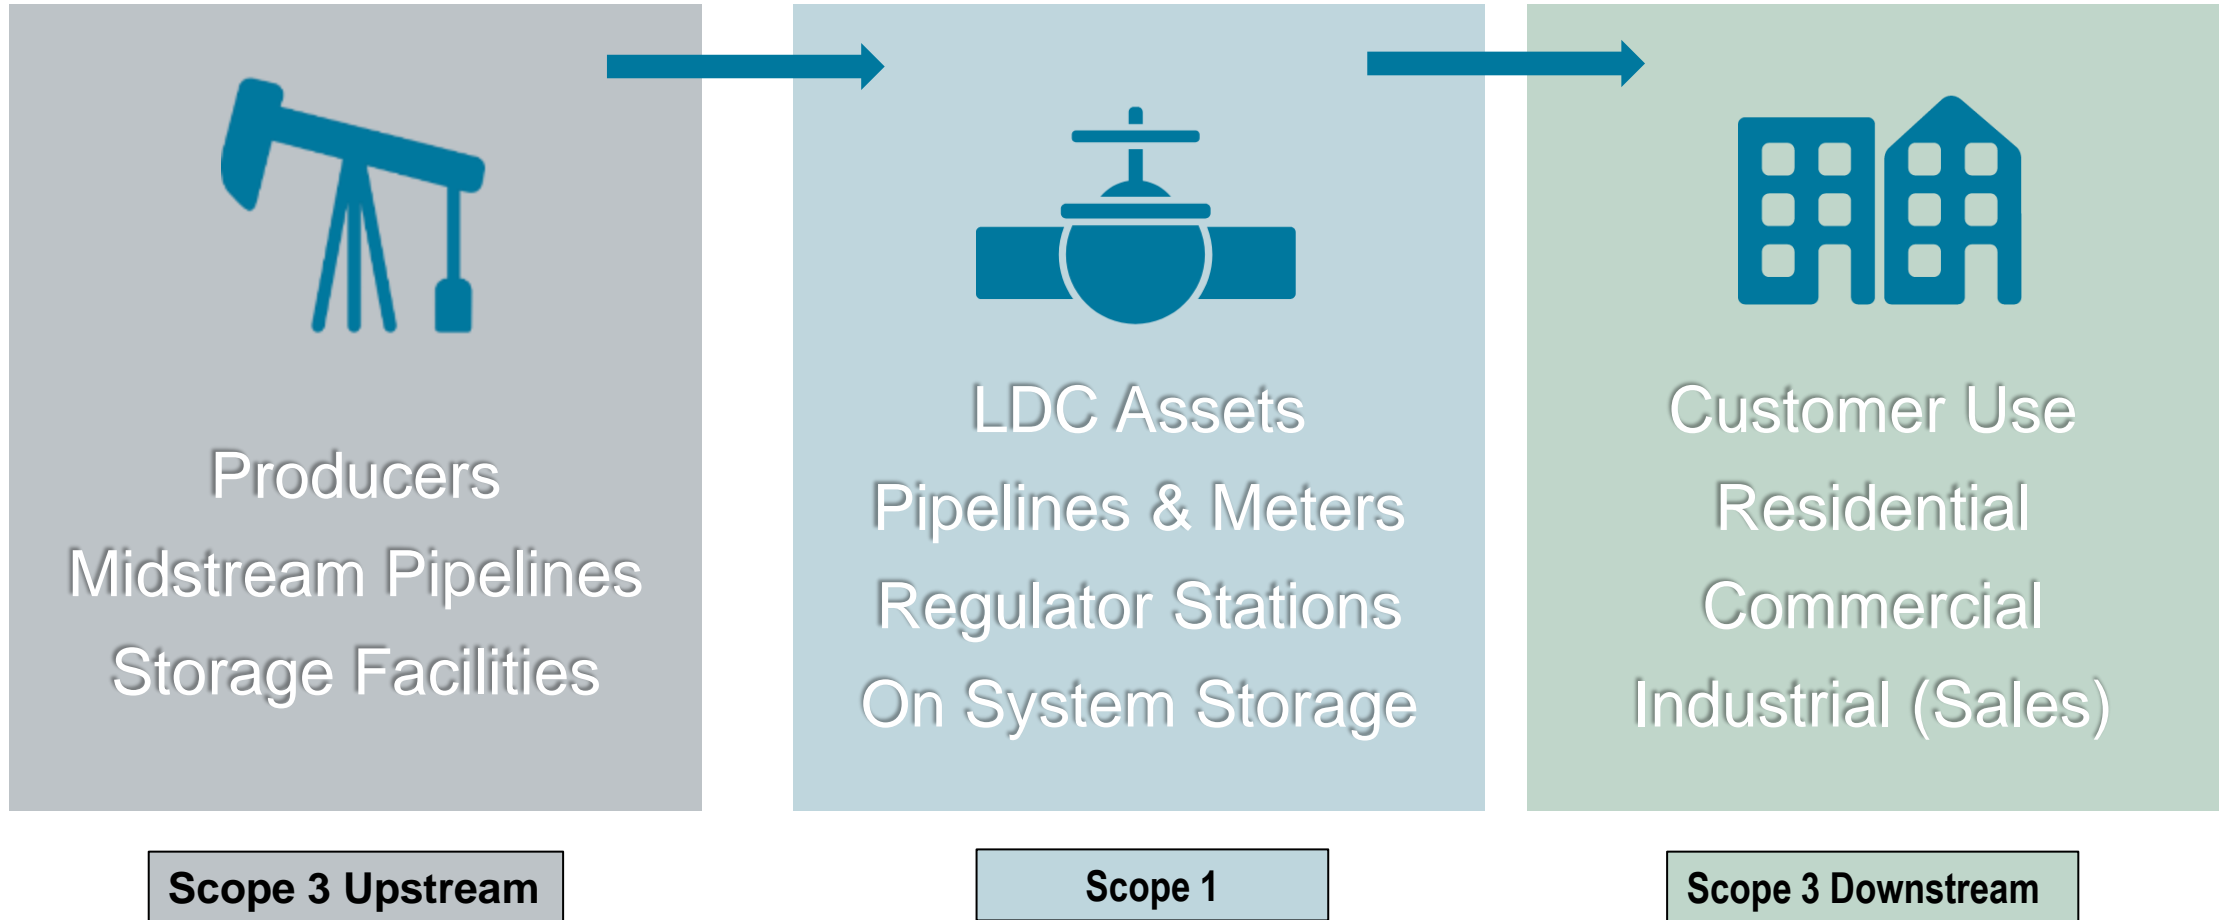 Producers
Midstream Pipelines
Storage Facilities
LDC Assets
Pipelines & Meters
Regulator Stations
On System Storage
Customer Use
Residential
Commercial
Industrial (Sales)
Scope 3 Upstream
Scope 1
Scope 3 Downstream